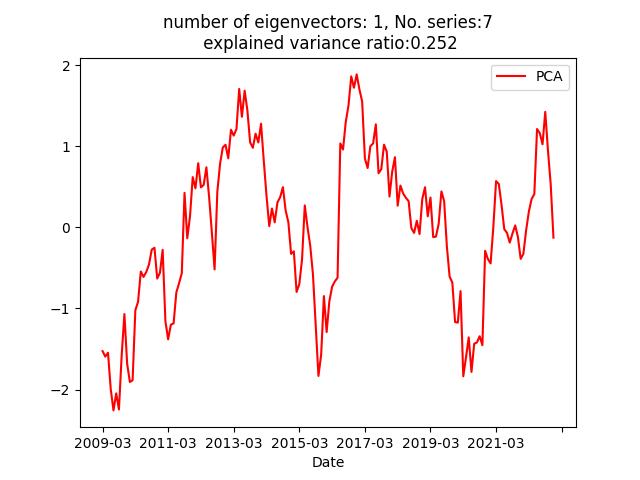 number of eigenvectors: 1, No. series:7
explained variance ratio:0.252
PCA
2
1
0
−1
−2
2009-03 2011-03 2013-03 2015-03 2017-03 2019-03 2021-03
Date